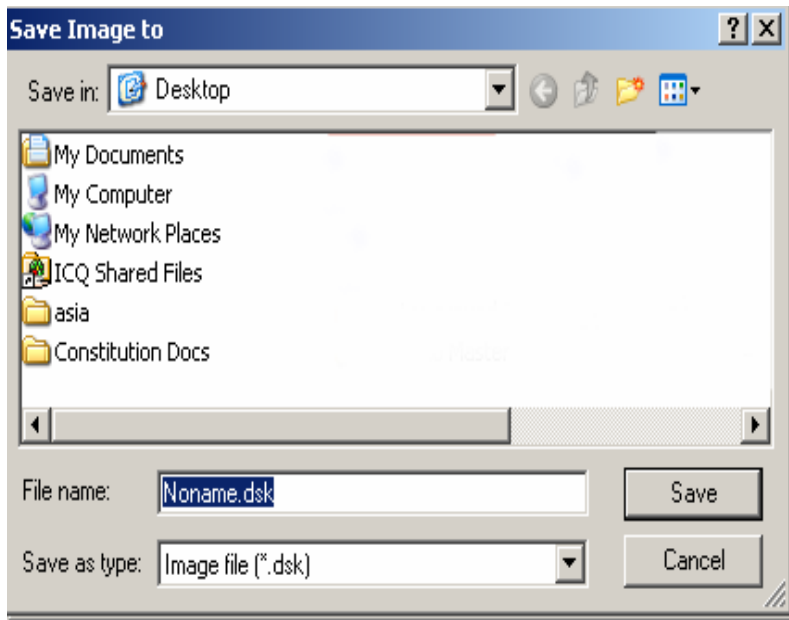 Save Image to
Save in: Desktop
My Documents
My Computer
My Network Places
ICQ Shared Files
asia
Constitution Docs
Master
File name: Noname.dsk Save
Save as type: Image file (*.dsk) Cancel